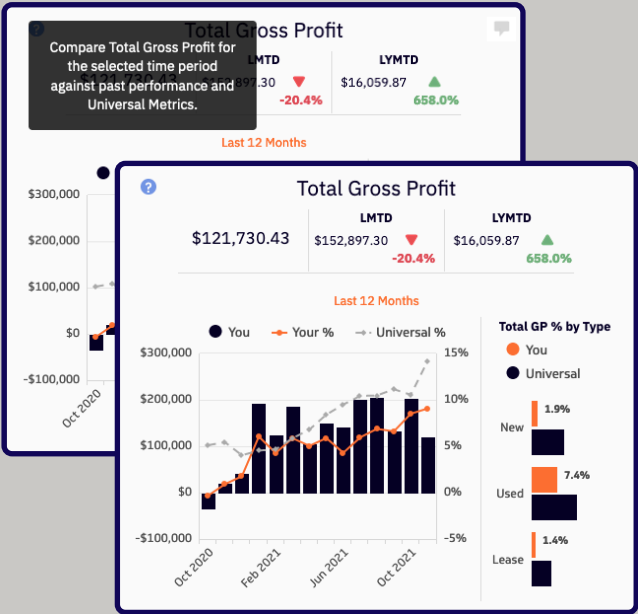 Total Gross Profit
Compare Total Gross Profit for
the selected time period
against past performance and
Universal Metrics.
LMTD
LYMTD
$121,730.43
$152,897.30
$16,059.87
-20.4%
658.0%
Last 12 Months
$300,000
$200,000
$100,000
$0
-$100,000
Oct 2020
?
Total Gross Profit
LMTD
LYMTD
$121,730.43
$152,897.30
$16,059.87
-20.4%
658.0%
Last 12 Months
You
Your %
Universal %
$300,000
$200,000
$100,000
$0
-$100,000
15%
10%
5%
0%
-5%
Oct 2020
Feb 2021
Jun 2021
Oct 2021
Total GP % by Type
You
Universal
New
1.9%
Used
7.4%
Lease
1.4%